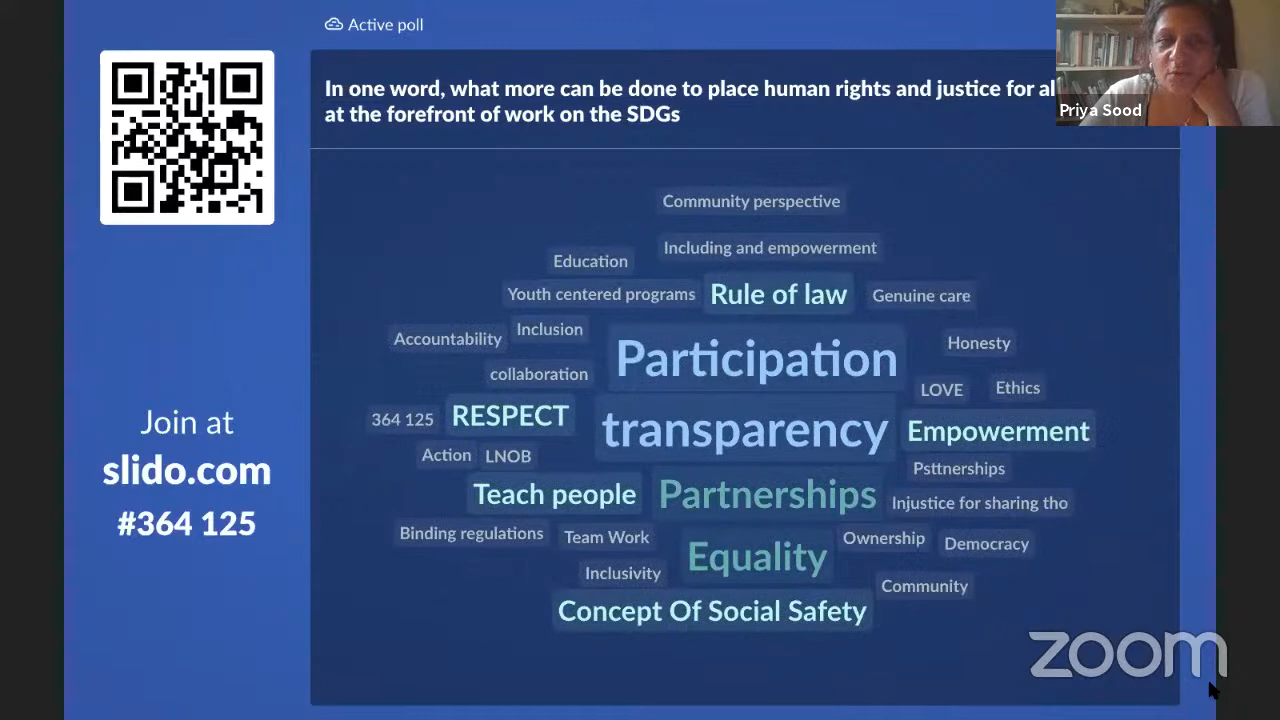 Active poll
In one word, what more can be done to place human rights and justice for al
at the forefront of work on the SDGs
Priya Sood
Community perspective
Including and empowerment
Education
Youth centered programs
Rule of law
Genuine care
Accountability
Inclusion
Participation
Honesty
collaboration
LOVE
Ethics
364 125
RESPECT
transparency
Empowerment
Action
LNOB
Psttnerships
Teach people
Partnerships
Injustice for sharing tho
Binding regulations
Team Work
Equality
Ownership
Democracy
Inclusivity
Community
Concept Of Social Safety
Join at
slido.com
#364 125
zoom